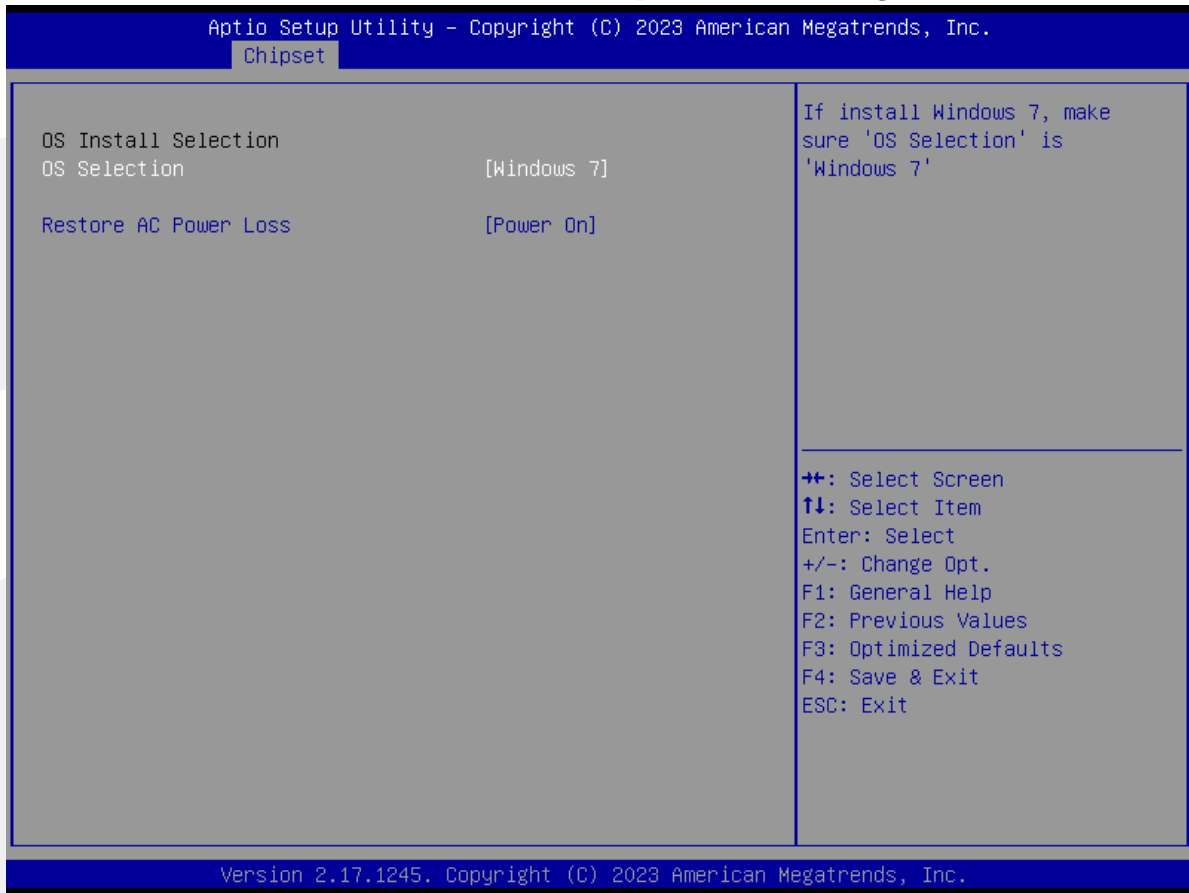 Aptio Setup Utility – Copyright (C) 2023 American Megatrends, Inc.
Chipset
OS Install Selection
OS Selection [Windows 7]
Restore AC Power Loss [Power On]
If install Windows 7, make
sure 'OS Selection' is
'Windows 7'
→←: Select Screen
↑↓: Select Item
Enter: Select
+/-: Change Opt.
F1: General Help
F2: Previous Values
F3: Optimized Defaults
F4: Save & Exit
ESC: Exit
Version 2.17.1245. Copyright (C) 2023 American Megatrends, Inc.